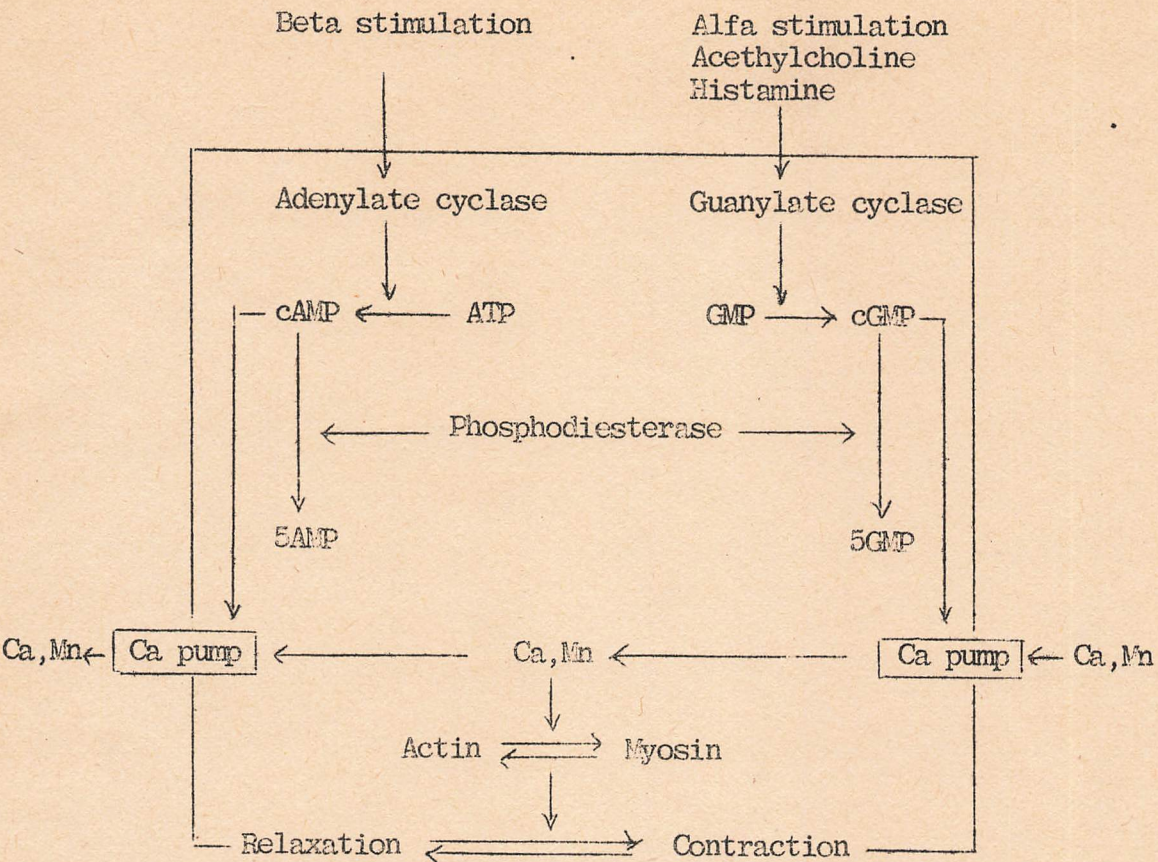 Beta stimulation
Alfa stimulation
Acethylcholine
Histamine
Adenylate cyclase
Guanylate cyclase
cAMP
ATP
GMP
cGMP
Phosphodiesterase
5AMP
5GMP
Ca,Mn
Ca pump
Ca,Mn
Ca pump
Ca,Mn
Actin
Myosin
Relaxation
Contraction